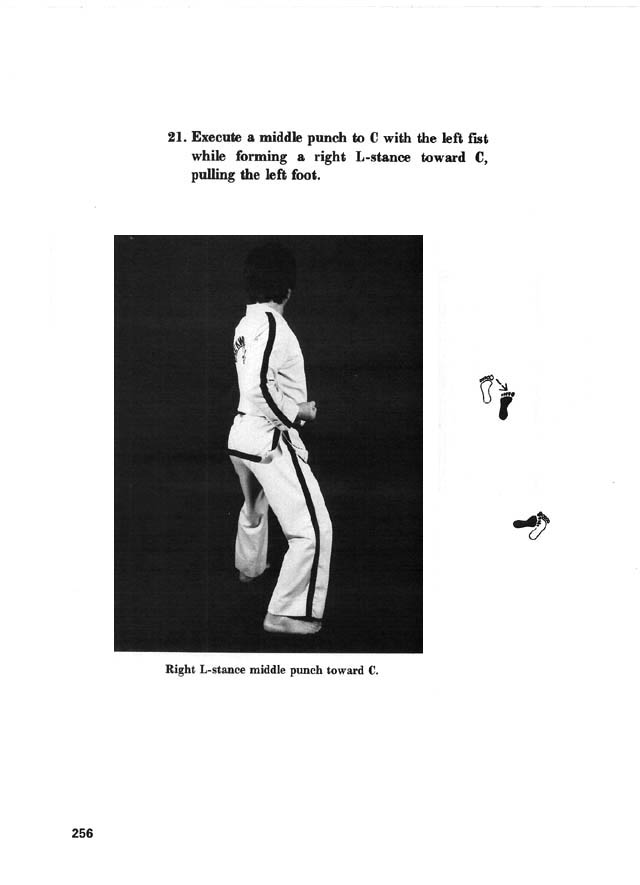 21. Execute a middle punch to C with the left fist
while forming a right L-stance toward C,
pulling the left foot.
Right L-stance middle punch toward C.
256